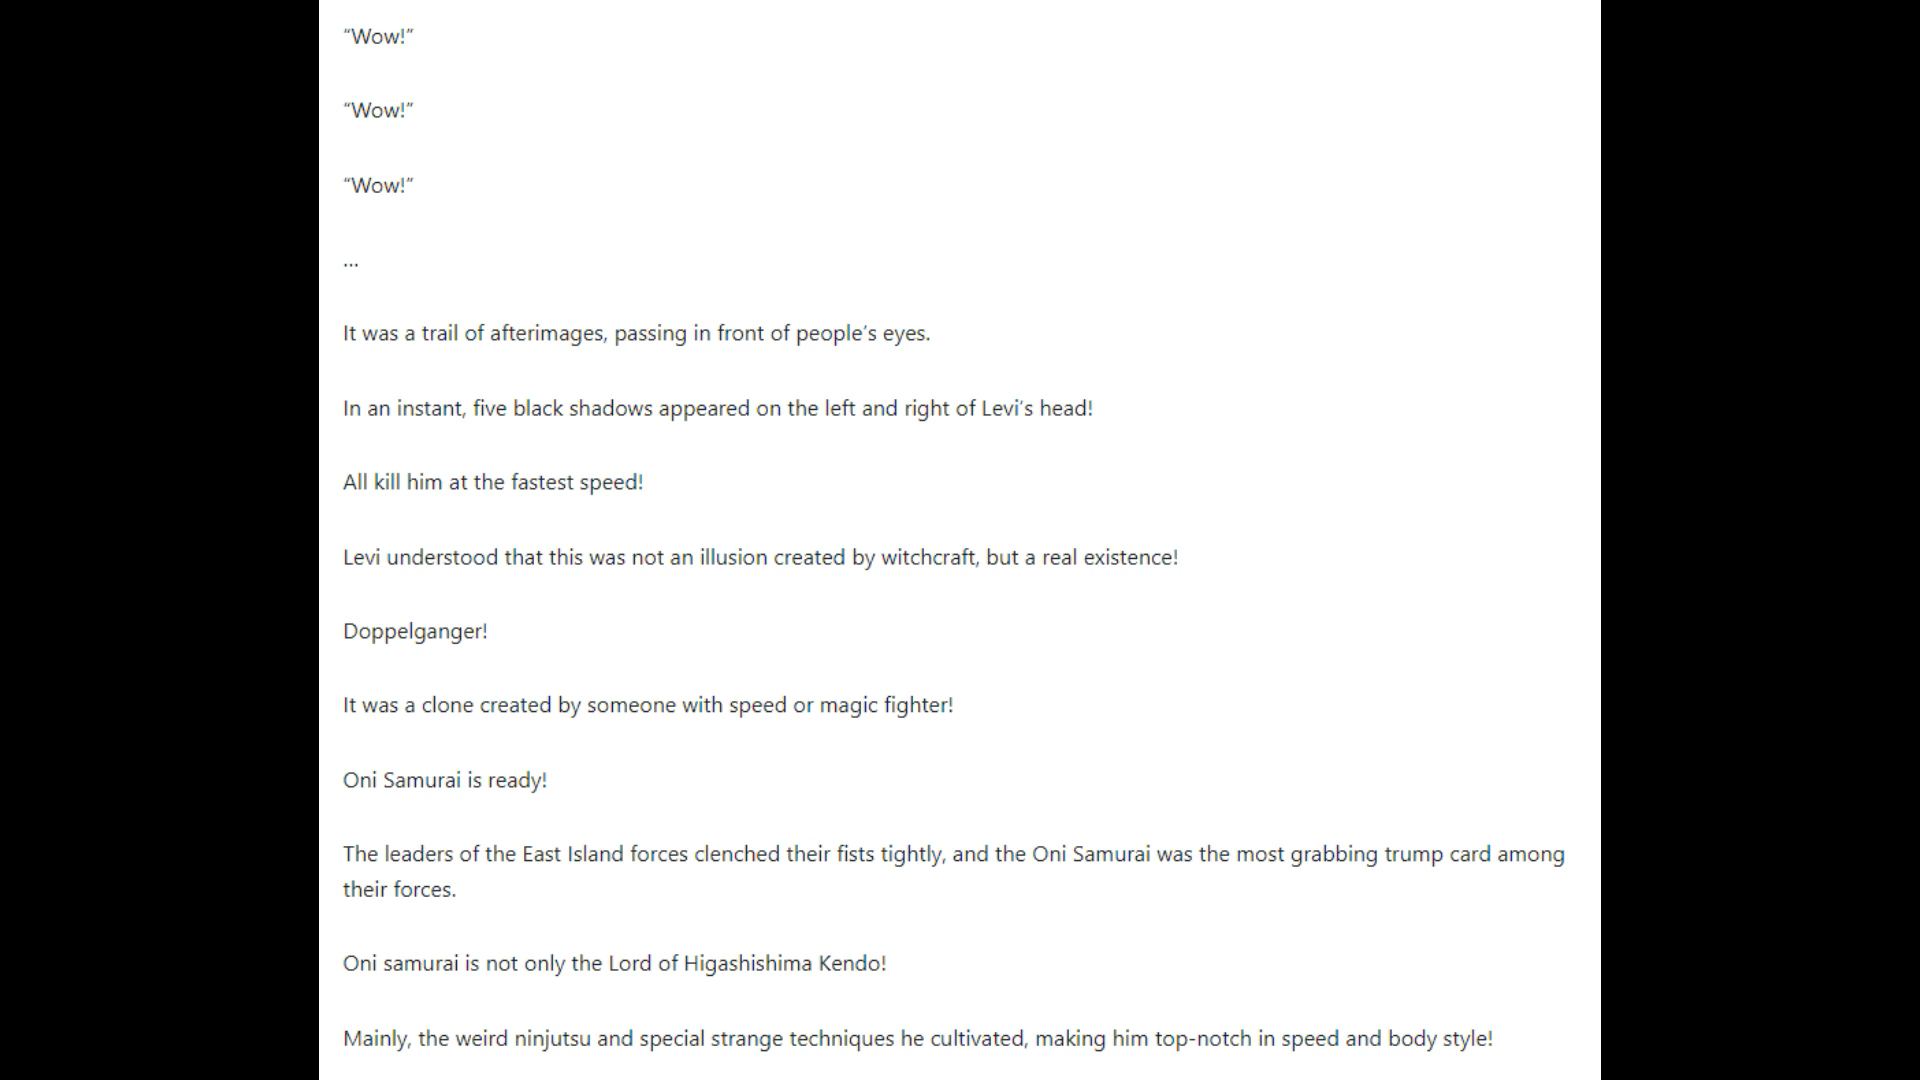 “Wow!”
“Wow!”
“Wow!”
…
It was a trail of afterimages, passing in front of people’s eyes.
In an instant, five black shadows appeared on the left and right of Levi’s head!
All kill him at the fastest speed!
Levi understood that this was not an illusion created by witchcraft, but a real existence!
Doppelganger!
It was a clone created by someone with speed or magic fighter!
Oni Samurai is ready!
The leaders of the East Island forces clenched their fists tightly, and the Oni Samurai was the most grabbing trump card among
their forces.
Oni samurai is not only the Lord of Higashishima Kendo!
Mainly, the weird ninjutsu and special strange techniques he cultivated, making him top-notch in speed and body style!